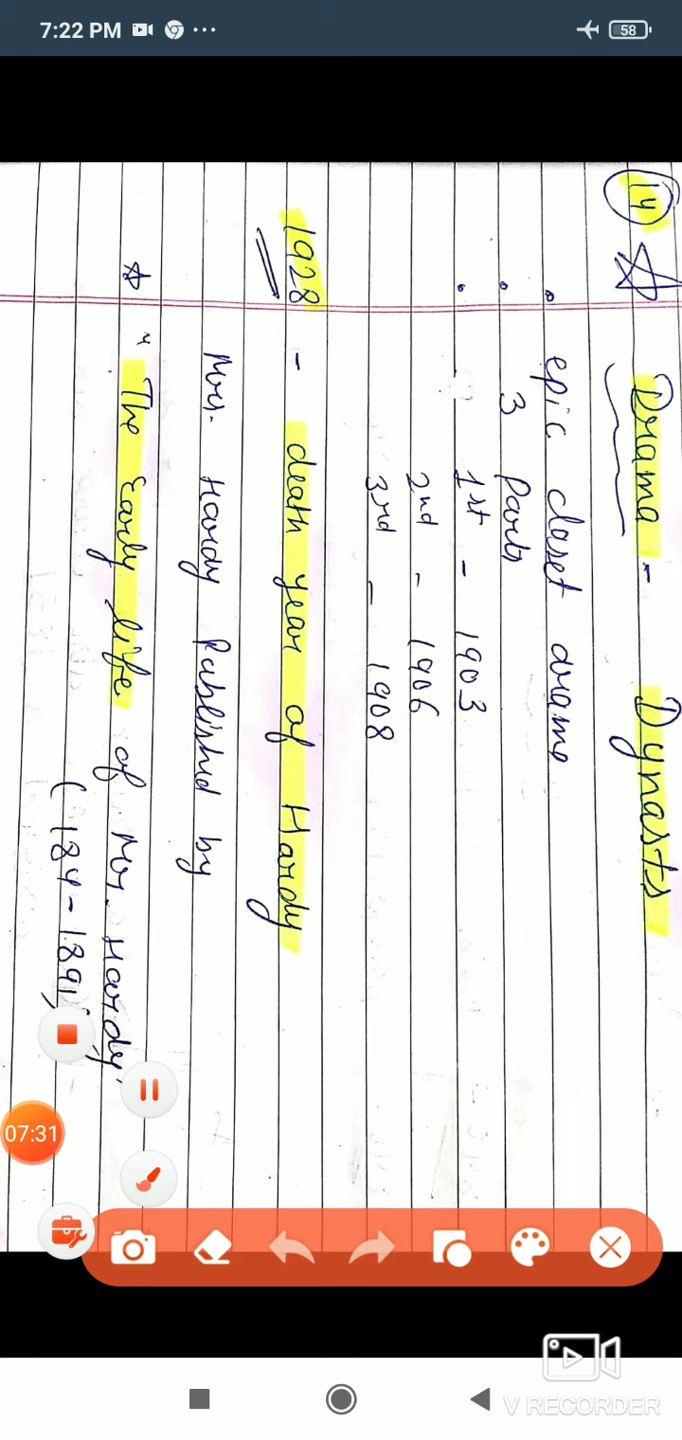 7:22 PM ... 58
14 Drama - Dynasts
• epic closet drama
• 3 Parts
• 1st - 1903
2nd - 1906
3rd - 1908
1928 - death year of Hardy
Mrs. Hardy Published by
" The Early life of Mr. Hardy"
(184 - 1891)
07:31
V RECORDER